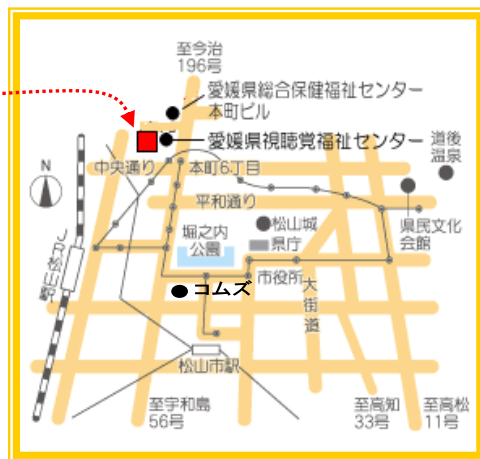 至今治
196号
愛媛県総合保健福祉センター
本町ビル
愛媛県視聴覚福祉センター
道後
温泉
N
中央通り
本町6丁目
平和通り
松山城
県民文化
会館
堀之内
公園
県庁
JR松山駅
市役所
大街道
コムズ
松山市駅
至宇和島
56号
至高知
33号
至高松
11号